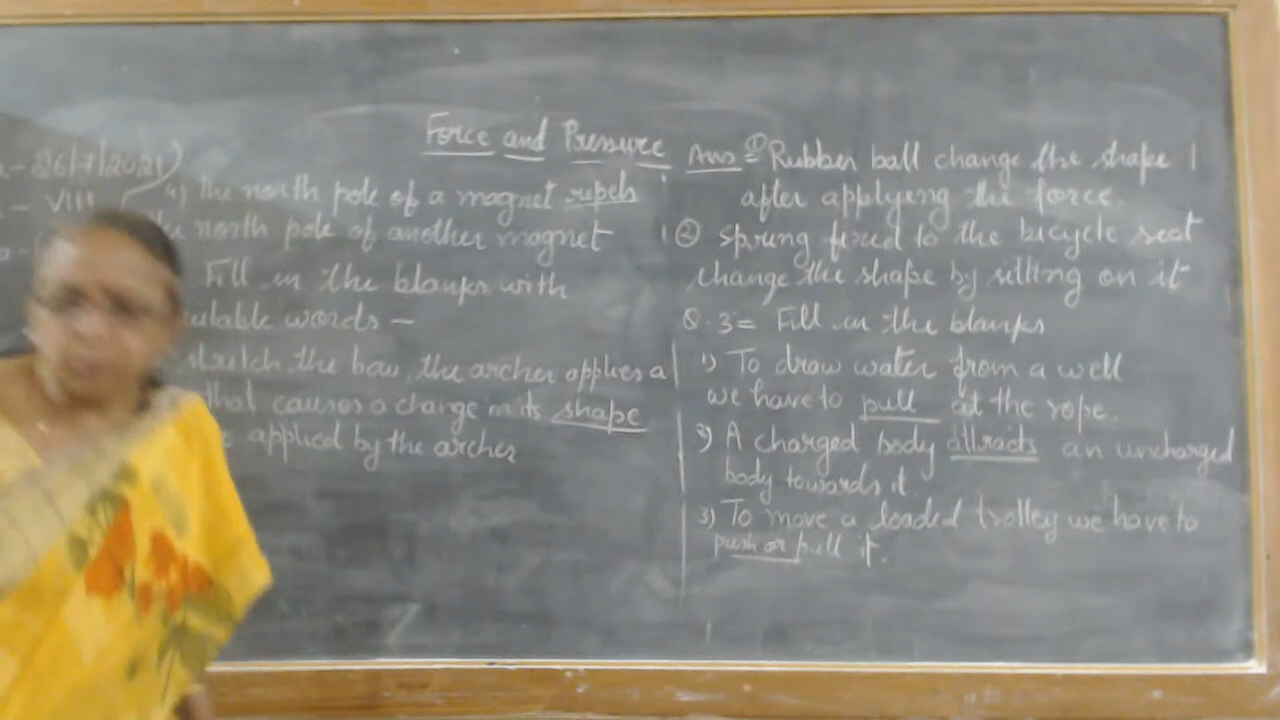 Force and Pressure
26/7/2021
VIII
4) the north pole of a magnet repels
north pole of another magnet
Fill in the blanks with
words -
stretch the bow, the archer applies a
that causes a change in its shape
applied by the archer
Ans = ① Rubber ball change the shape
after applyeng the force.
② spring fixed to the bicycle seat
change the shape by sitting on it
Q.3 = Fill in the blanks
1) To draw water from a well
we have to pull at the rope.
2) A charged body attracts an uncharged
body towards it
3) To move a loaded trolley we have to
push or pull it.